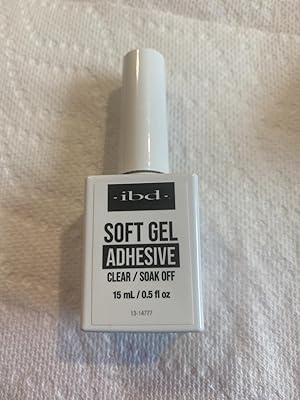 ·ibd·
SOFT GEL
ADHESIVE
CLEAR / SOAK OFF
15 mL / 0.5 fl oz
13-14777